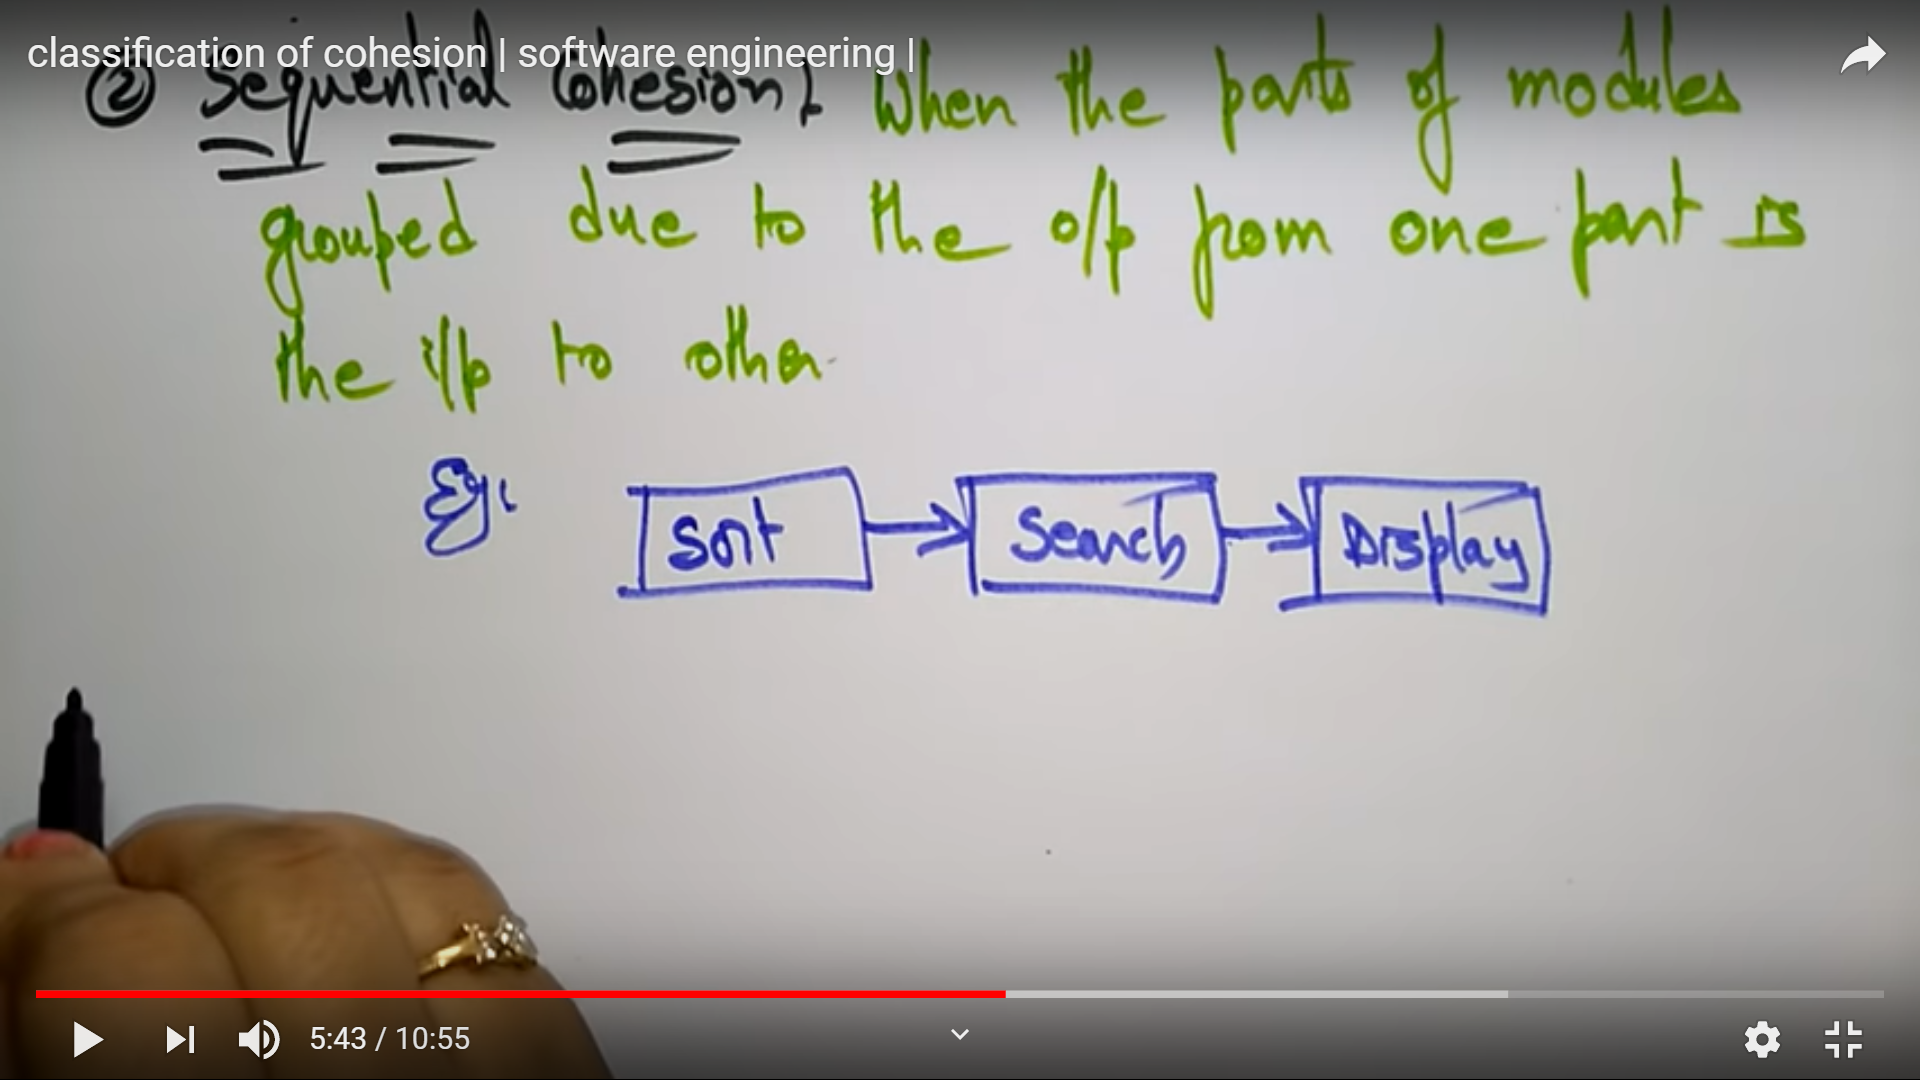 classification of cohesion | software engineering |
② Sequential Cohesion: When the parts of modules
grouped due to the o/p from one part is
the i/p to other.
Eg:
Sort
Search
Display
5:43 / 10:55